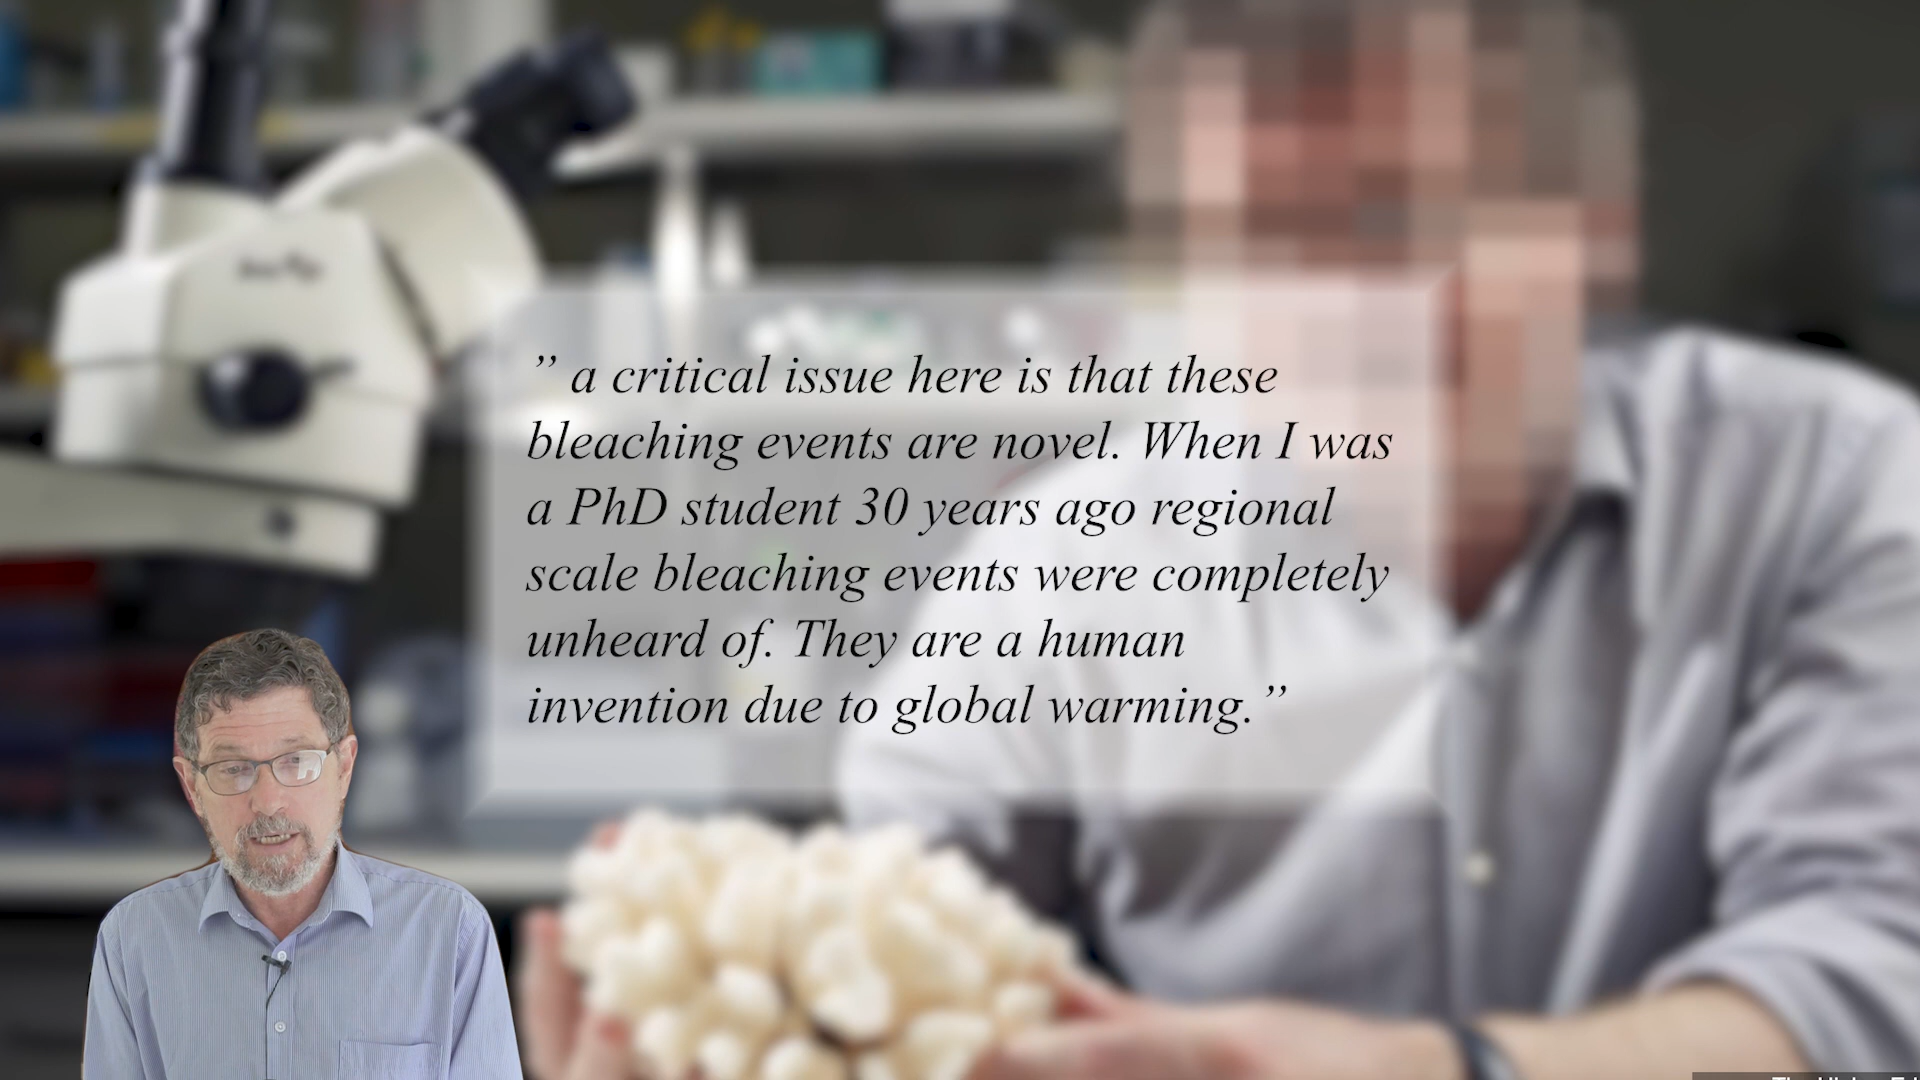 ” a critical issue here is that these
bleaching events are novel. When I was
a PhD student 30 years ago regional
scale bleaching events were completely
unheard of. They are a human
invention due to global warming.”